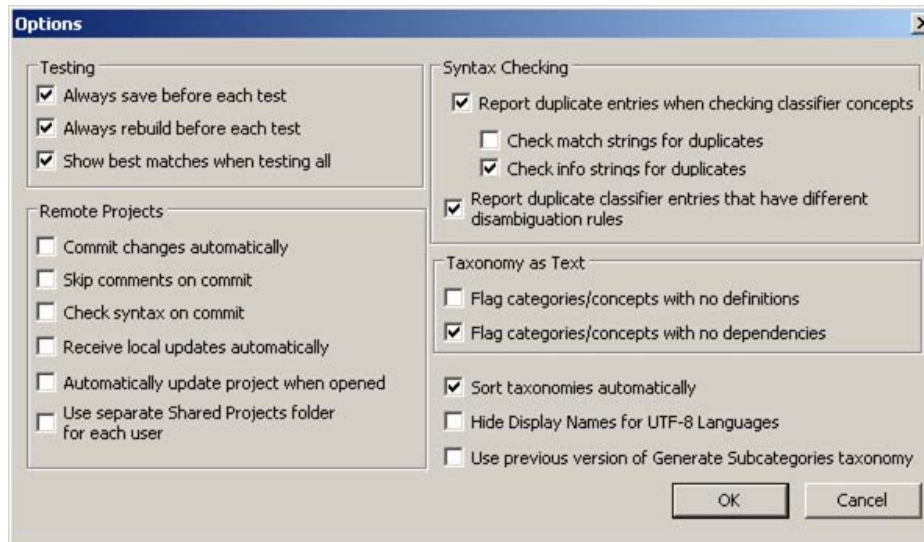 Options
Testing
Always save before each test
Always rebuild before each test
Show best matches when testing all
Remote Projects
Commit changes automatically
Skip comments on commit
Check syntax on commit
Receive local updates automatically
Automatically update project when opened
Use separate Shared Projects folder
for each user
Syntax Checking
Report duplicate entries when checking classifier concepts
Check match strings for duplicates
Check info strings for duplicates
Report duplicate classifier entries that have different
disambiguation rules
Taxonomy as Text
Flag categories/concepts with no definitions
Flag categories/concepts with no dependencies
Sort taxonomies automatically
Hide Display Names for UTF-8 Languages
Use previous version of Generate Subcategories taxonomy
OK
Cancel